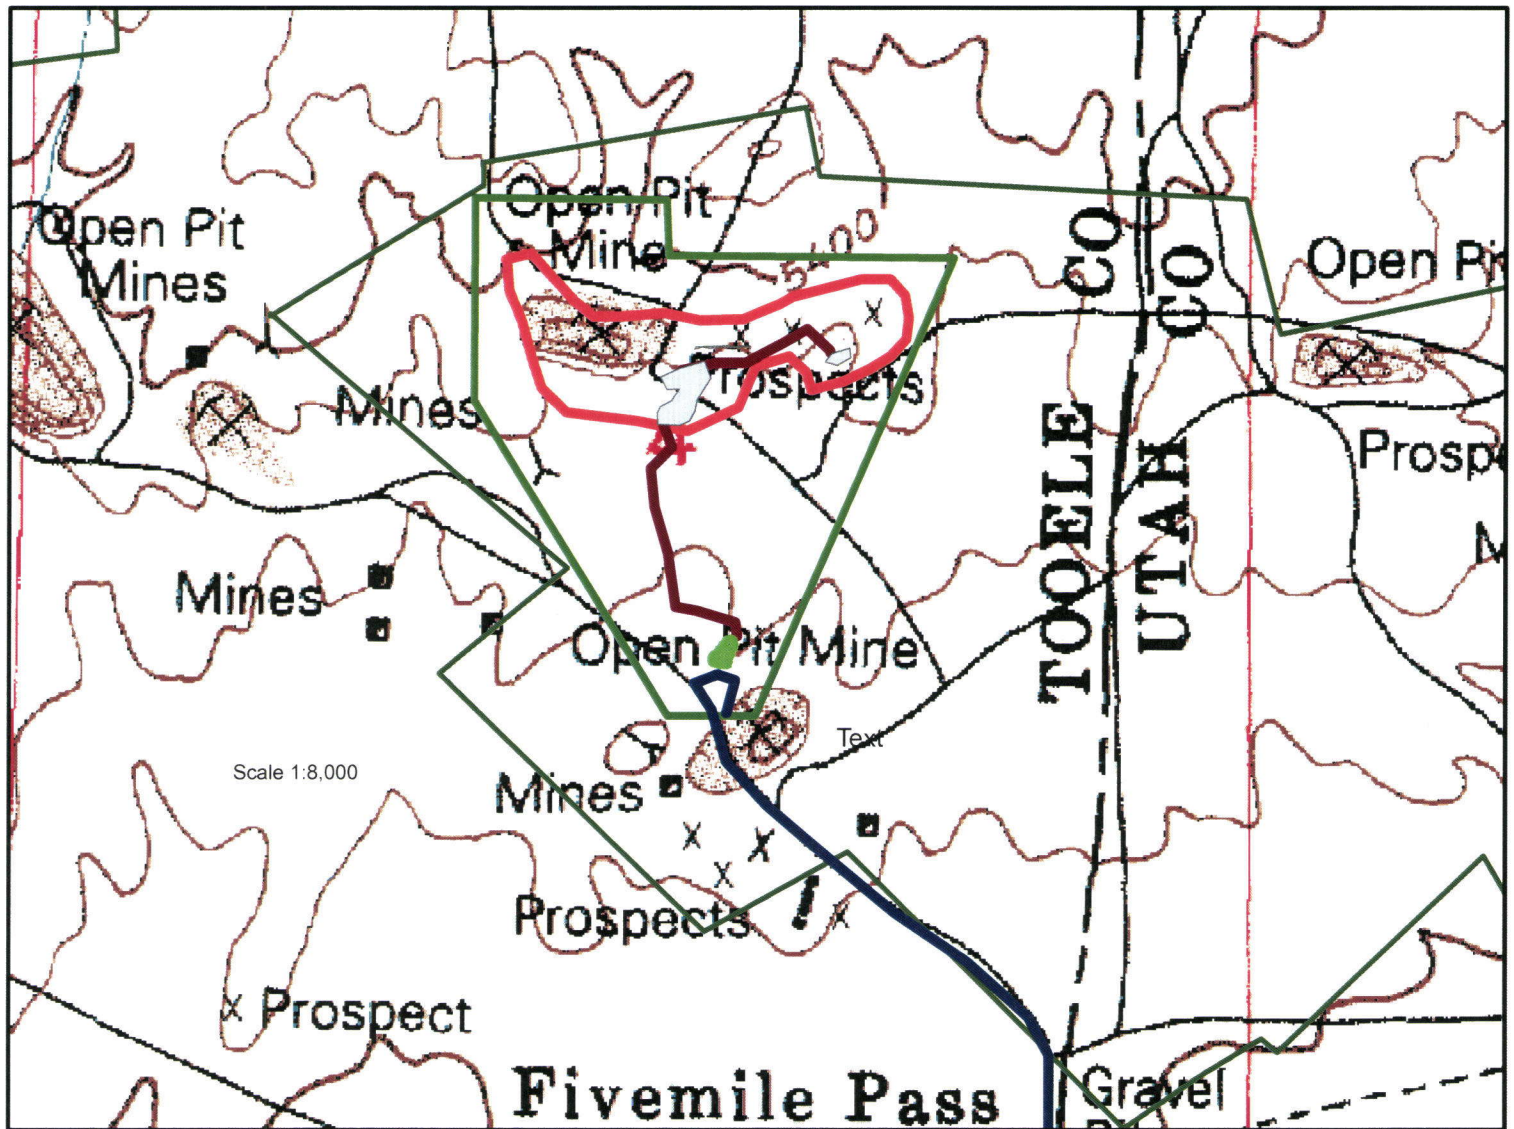 Open Pit
Mine
5400
Open Pit
Mines
TOOELE CO
UTAH CO
Open Pi
Mines
Prospects
Prosp
M
Mines
Open Pit Mine
Text
Scale 1:8,000
Mines
Prospects
Prospect
Fivemile Pass
Gravel